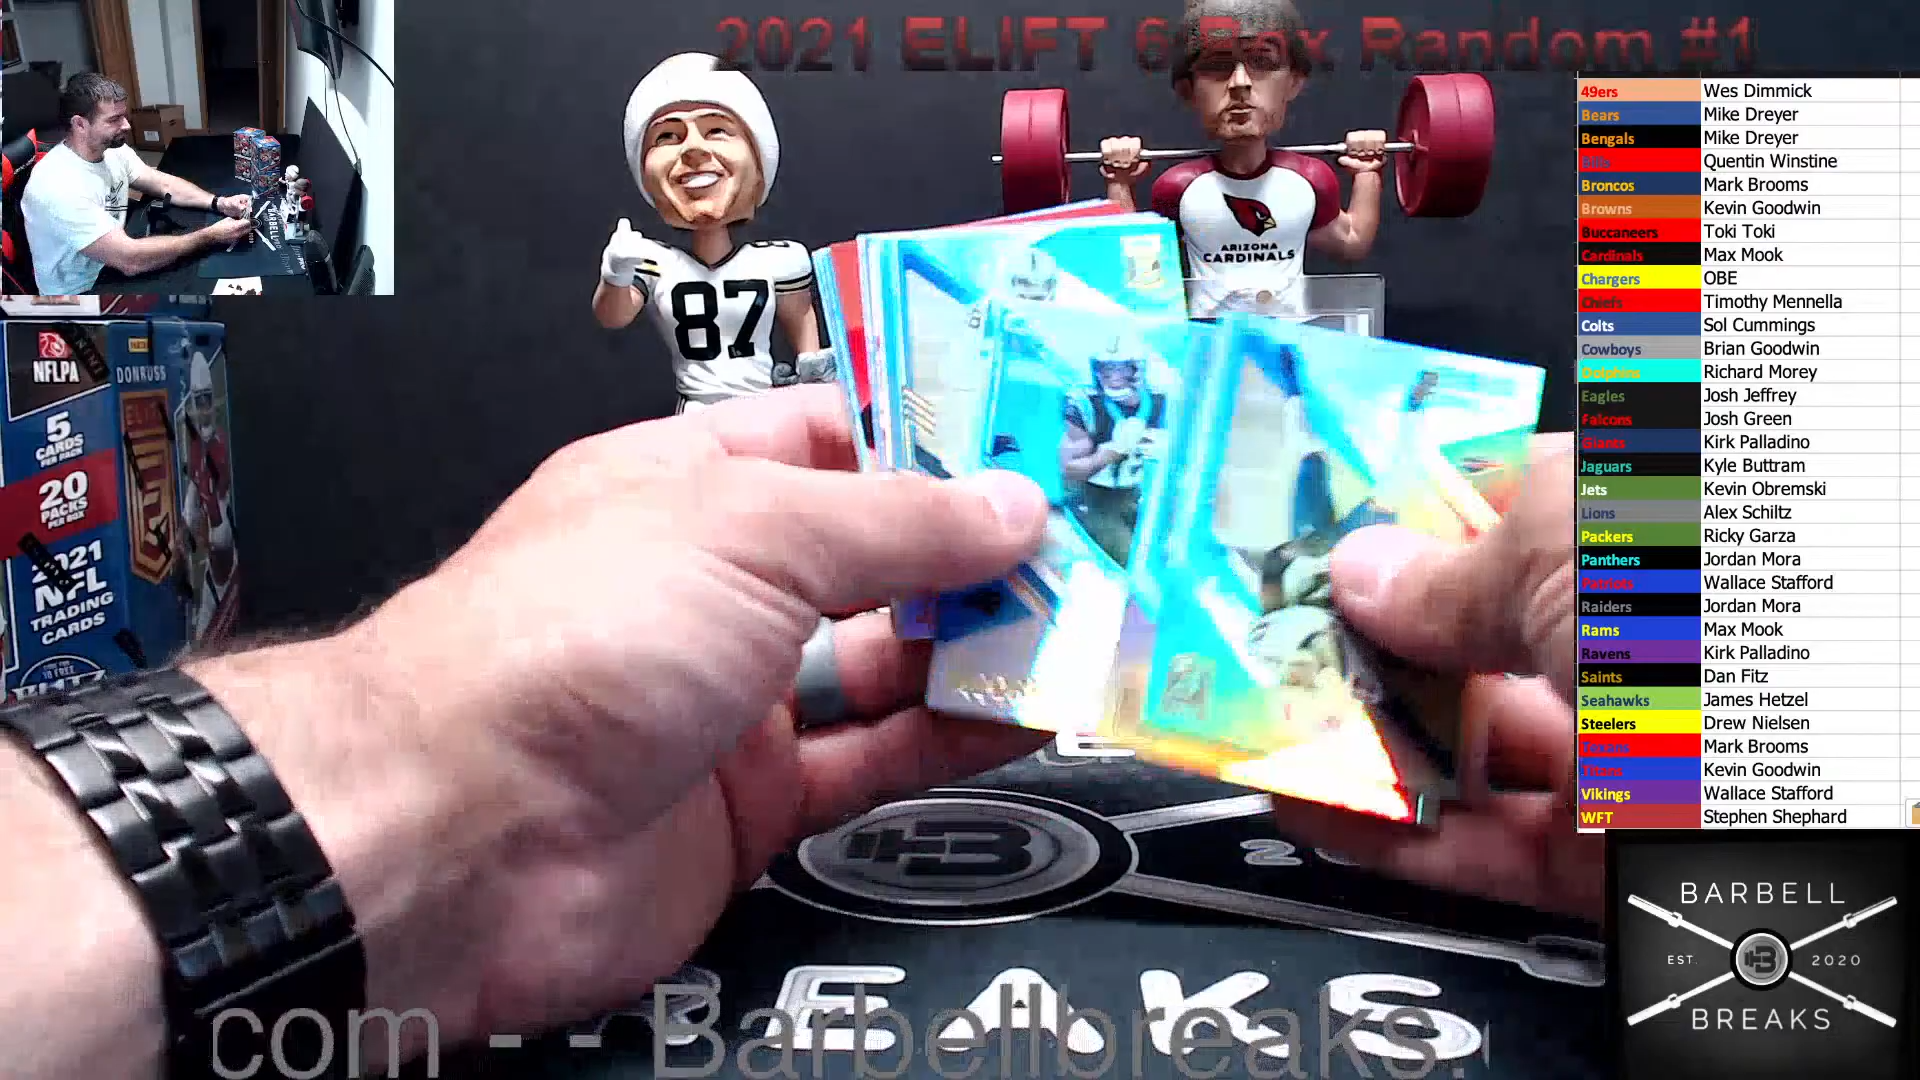 2021 ELIFT 6 Box Random #1
49ers Wes Dimmick
Bears Mike Dreyer
Bengals Mike Dreyer
Bills Quentin Winstine
Broncos Mark Brooms
Browns Kevin Goodwin
Buccaneers Toki Toki
Cardinals Max Mook
Chargers OBE
Chiefs Timothy Mennella
Colts Sol Cummings
Cowboys Brian Goodwin
Dolphins Richard Morey
Eagles Josh Jeffrey
Falcons Josh Green
Giants Kirk Palladino
Jaguars Kyle Buttram
Jets Kevin Obremski
Lions Alex Schiltz
Packers Ricky Garza
Panthers Jordan Mora
Patriots Wallace Stafford
Raiders Jordan Mora
Rams Max Mook
Ravens Kirk Palladino
Saints Dan Fitz
Seahawks James Hetzel
Steelers Drew Nielsen
Texans Mark Brooms
Titans Kevin Goodwin
Vikings Wallace Stafford
WFT Stephen Shephard
87
ARIZONA
CARDINALS
NFLPA
DONRUSS
ELITE
5
CARDS
PER PACK
20
PACKS
PER BOX
2021
NFL
TRADING
CARDS
BREAKS
com - - Barbellbreaks.
BARBELL
EST. B 2020
BREAKS